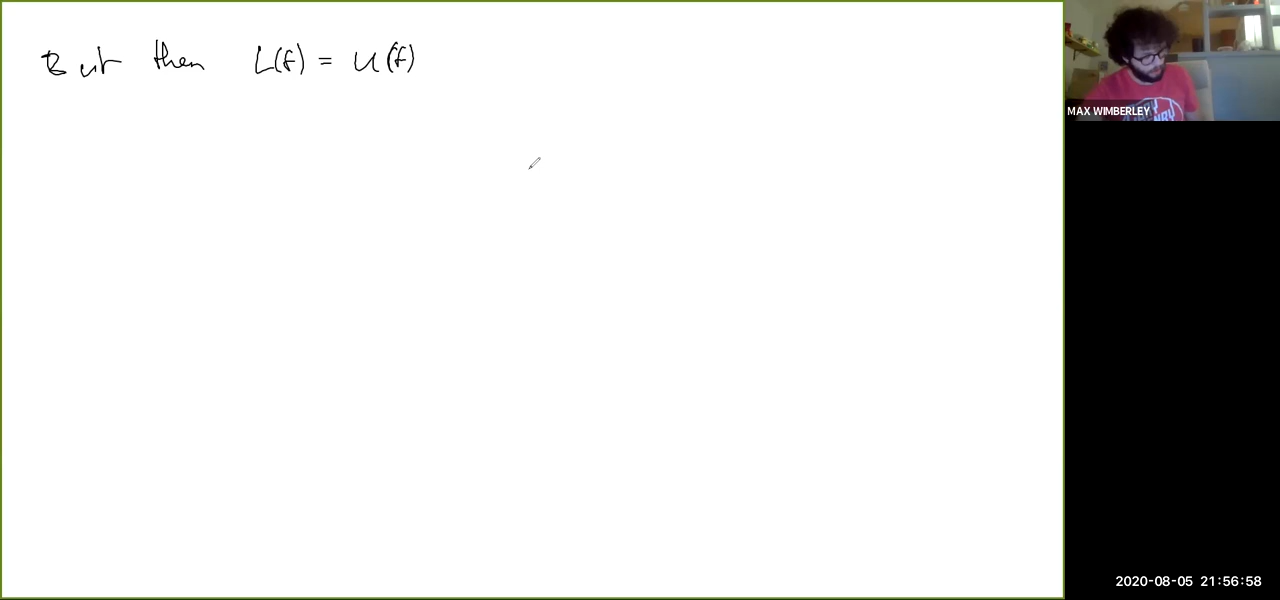 But then L(f) = U(f)
MAX WIMBERLEY
2020-08-05 21:56:58